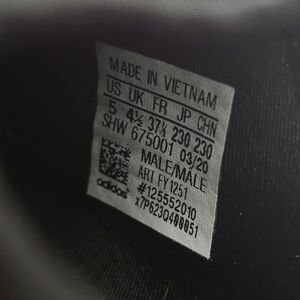 MADE IN VIETNAM
US UK FR JP CHN
5 4½ 37⅓ 230 230
SHW 675001 03/20
MALE/MALE
ART FY1251
#125552010
adidas x7P623Q400051